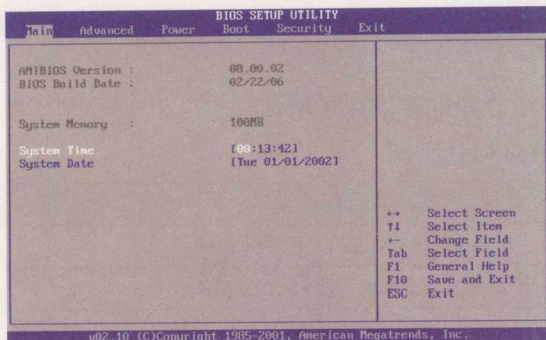 BIOS SETUP UTILITY
Main Advanced Power Boot Security Exit
AMIBIOS Version : 08.00.02
BIOS Build Date : 02/22/06
System Memory : 100MB
System Time [00:13:42]
System Date [Tue 01/01/2002]
↔ Select Screen
↑↓ Select Item
← Change Field
Tab Select Field
F1 General Help
F10 Save and Exit
ESC Exit
v02.10 (C)Copyright 1985-2001, American Megatrends, Inc.